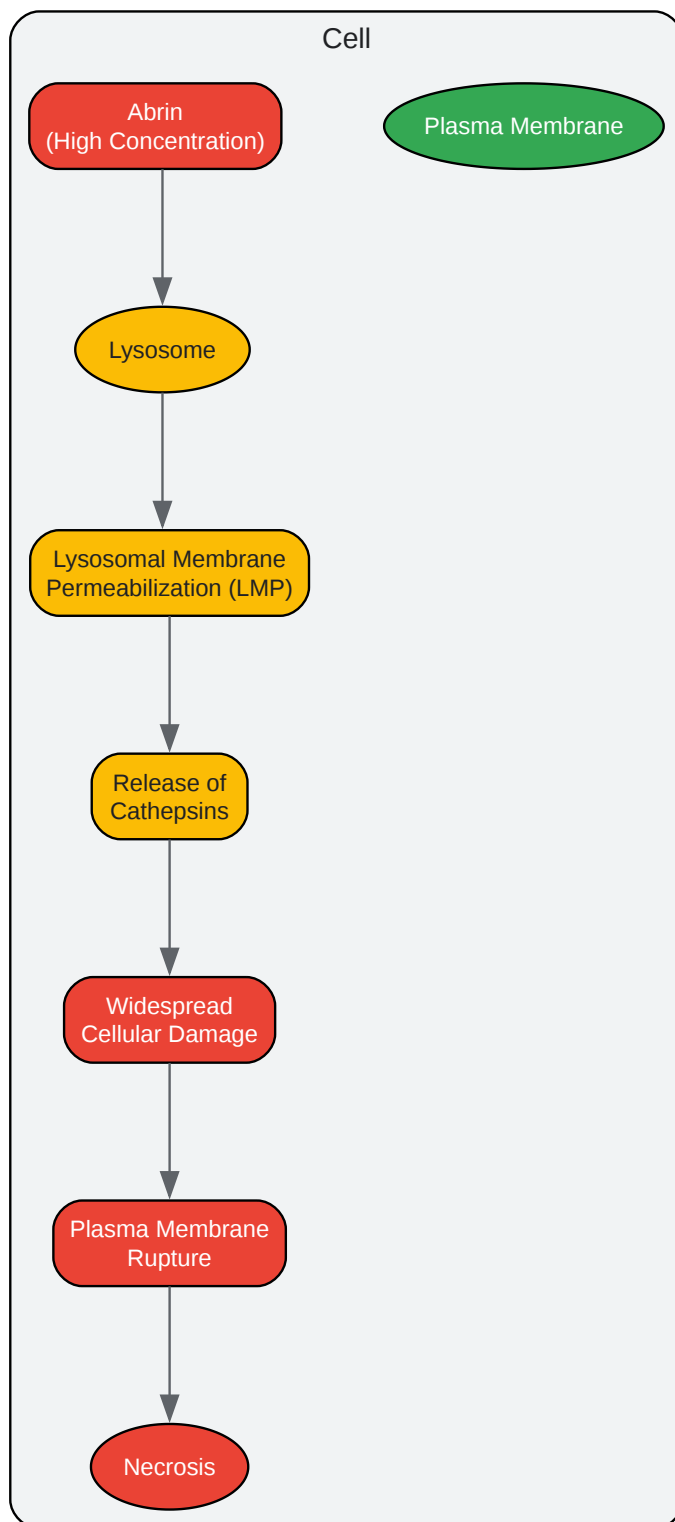 Cell
Abrin
(High Concentration)
Plasma Membrane
Lysosome
Lysosomal Membrane
Permeabilization (LMP)
Release of
Cathepsins
Widespread
Cellular Damage
Plasma Membrane
Rupture
Necrosis